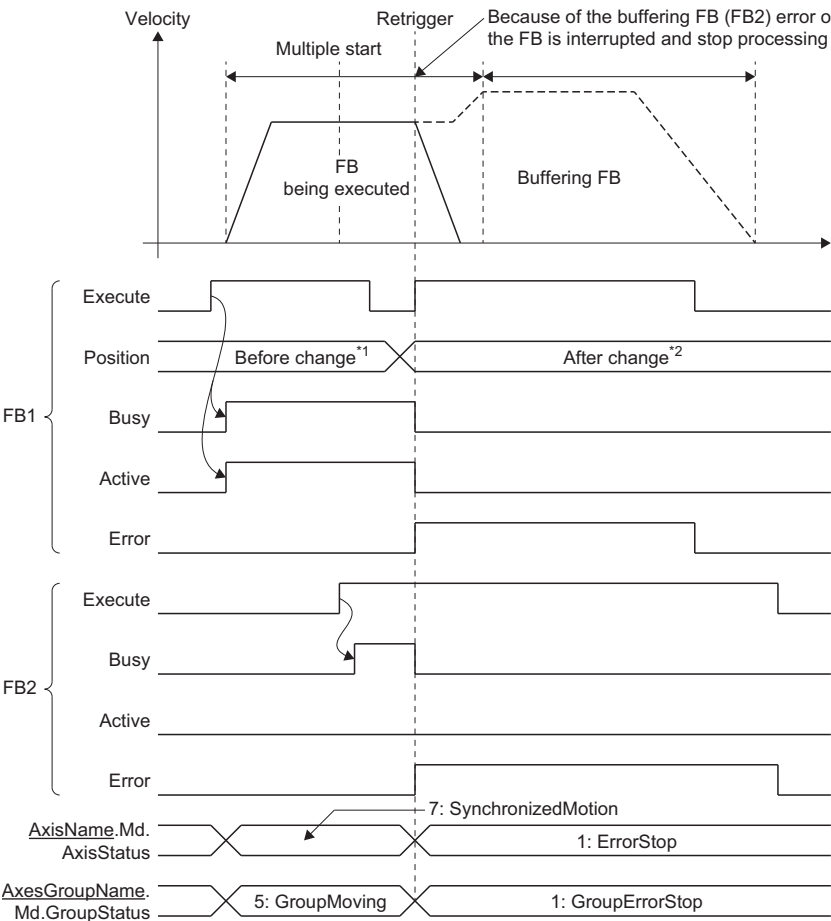 Velocity
Retrigger
Because of the buffering FB (FB2) error o
the FB is interrupted and stop processing
Multiple start
FB
being executed
Buffering FB
Execute
Position
Before change*1
After change*2
FB1
Busy
Active
Error
Execute
Busy
FB2
Active
Error
7: SynchronizedMotion
AxisName.Md.
AxisStatus
1: ErrorStop
AxesGroupName.
Md.GroupStatus
5: GroupMoving
1: GroupErrorStop